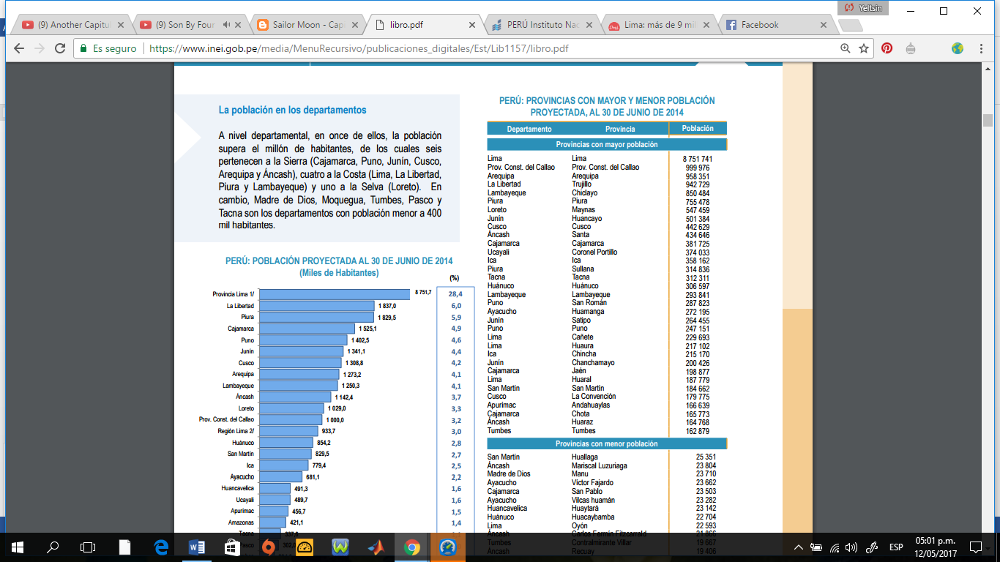 Yeltsin
(9) Another Capitu
(9) Son By Four
Sailor Moon - Cap
libro.pdf
PERÚ Instituto Nac
Lima: más de 9 mil
Facebook
Es seguro
https://www.inei.gob.pe/media/MenuRecursivo/publicaciones_digitales/Est/Lib1157/libro.pdf
La población en los departamentos
A nivel departamental, en once de ellos, la población
supera el millón de habitantes, de los cuales seis
pertenecen a la Sierra (Cajamarca, Puno, Junín, Cusco,
Arequipa y Áncash), cuatro a la Costa (Lima, La Libertad,
Piura y Lambayeque) y uno a la Selva (Loreto). En
cambio, Madre de Dios, Moquegua, Tumbes, Pasco y
Tacna son los departamentos con población menor a 400
mil habitantes.
PERÚ: POBLACIÓN PROYECTADA AL 30 DE JUNIO DE 2014
(Miles de Habitantes)
(%)
Provincia Lima 1/ 8 751,7 28,4
La Libertad 1 837,0 6,0
Piura 1 829,5 5,9
Cajamarca 1 525,1 4,9
Puno 1 402,5 4,6
Junín 1 341,1 4,4
Cusco 1 308,8 4,2
Arequipa 1 273,2 4,1
Lambayeque 1 250,3 4,1
Áncash 1 142,4 3,7
Loreto 1 029,0 3,3
Prov. Const. del Callao 1 000,0 3,2
Región Lima 2/ 933,7 3,0
Huánuco 854,2 2,8
San Martín 829,5 2,7
Ica 779,4 2,5
Ayacucho 681,1 2,2
Huancavelica 491,3 1,6
Ucayali 489,7 1,6
Apurímac 456,7 1,5
Amazonas 421,1 1,4
Tacna 337,6 1,1
Pasco 302,0
PERÚ: PROVINCIAS CON MAYOR Y MENOR POBLACIÓN
PROYECTADA, AL 30 DE JUNIO DE 2014
Departamento Provincia Población
Provincias con mayor población
Lima Lima 8 751 741
Prov. Const. del Callao Prov. Const. del Callao 999 976
Arequipa Arequipa 958 351
La Libertad Trujillo 942 729
Lambayeque Chiclayo 850 484
Piura Piura 755 478
Loreto Maynas 547 459
Junín Huancayo 501 384
Cusco Cusco 442 629
Áncash Santa 434 646
Cajamarca Cajamarca 381 725
Ucayali Coronel Portillo 374 033
Ica Ica 358 162
Piura Sullana 314 836
Tacna Tacna 312 311
Huánuco Huánuco 306 597
Lambayeque Lambayeque 293 841
Puno San Román 287 823
Ayacucho Huamanga 272 195
Junín Satipo 264 455
Puno Puno 247 151
Lima Cañete 229 693
Lima Huaura 217 102
Ica Chincha 215 170
Junín Chanchamayo 200 426
Cajamarca Jaén 198 877
Lima Huaral 187 779
San Martín San Martín 184 662
Cusco La Convención 179 775
Apurímac Andahuaylas 166 639
Cajamarca Chota 165 773
Áncash Huaraz 164 768
Tumbes Tumbes 162 879
Provincias con menor población
San Martín Huallaga 25 351
Áncash Mariscal Luzuriaga 23 804
Madre de Dios Manu 23 710
Ayacucho Víctor Fajardo 23 662
Cajamarca San Pablo 23 503
Ayacucho Vilcas huamán 23 282
Huancavelica Huaytará 23 142
Huánuco Huacaybamba 22 704
Lima Oyón 22 593
Áncash Carlos Fermín Fitzcarrald 21 866
Tumbes Contralmirante Villar 19 667
Áncash Recuay 19 406
ESP
05:01 p.m.
12/05/2017